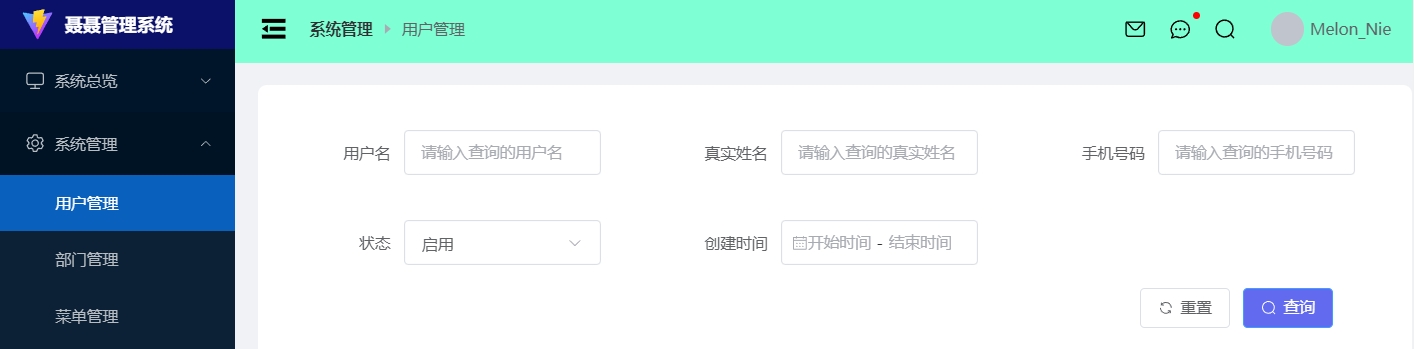 聂聂管理系统
系统管理 用户管理
Melon_Nie
系统总览
系统管理
用户管理
部门管理
菜单管理
用户名 请输入查询的用户名 真实姓名 请输入查询的真实姓名 手机号码 请输入查询的手机号码
状态 启用 创建时间 开始时间 - 结束时间
重置 查询